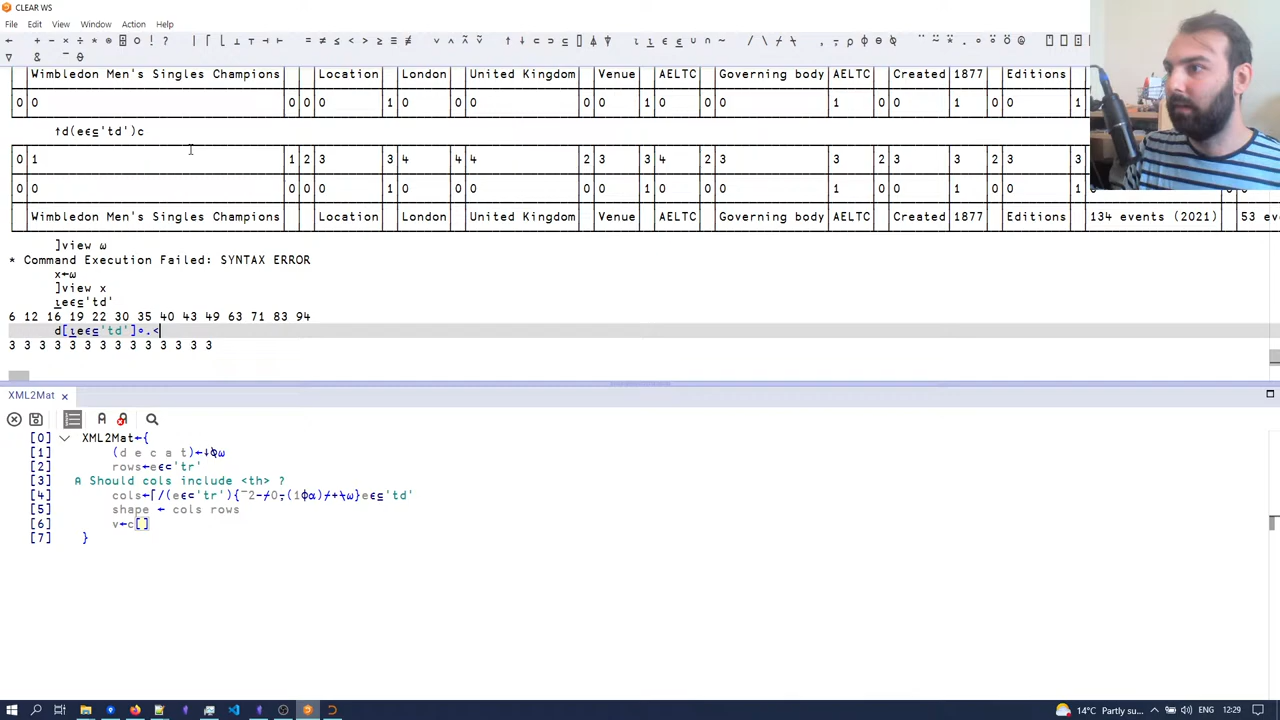 CLEAR WS
File Edit View Window Action Help
← + - × ÷ * ⍟ ⌹ ○ ! ? | ⌈ ⌊ ⊥ ⊤ ⊣ ⊢ = ≠ ≤ < > ≥ ≡ ≢ ∨ ∧ ⍲ ⍱ ↑ ↓ ⊂ ⊃ ⊆ ⌷ ⍋ ⍒ ⍳ ⍸ ∊ ⍷ ∪ ∩ ~ / \ ⌿ ⍀ , ⍪ ⍴ ⌽ ⊖ ⍉ ¨ ⍨ ⍣ . ∘ ⍤ ⍥ @
∇ & ¯ ⍬
Wimbledon Men's Singles Champions Location London United Kingdom Venue AELTC Governing body AELTC Created 1877 Editions
0 0 0 0 0 1 0 0 0 0 0 1 0 0 0 1 0 0 1 0 0 1
↑d(e∊⊆'td')c
0 1 1 2 3 3 4 4 4 2 3 3 4 2 3 3 2 3 3 2 3 3
0 0 0 0 0 1 0 0 0 0 0 1 0 0 0 1 0 0 1 0 0 1
Wimbledon Men's Singles Champions Location London United Kingdom Venue AELTC Governing body AELTC Created 1877 Editions 134 events (2021) 53 e
]view ⍵
* Command Execution Failed: SYNTAX ERROR
x←⍵
]view x
⍸e∊⊆'td'
6 12 16 19 22 30 35 40 43 49 63 71 83 94
d[⍸e∊⊆'td']∘.<
3 3 3 3 3 3 3 3 3 3 3 3 3 3
XML2Mat ×
[0] XML2Mat←{
[1] (d e c a t)←↓⍉⍵
[2] rows←e∊⊂'tr'
[3] ⍝ Should cols include <th> ?
[4] cols←⌈/(e∊⊂'tr'){¯2-⌿0⍪(1⌽⍺)⌿+⍀⍵}e∊⊆'td'
[5] shape ← cols rows
[6] v←c[]
[7] }
14°C Partly su... ENG 12:29